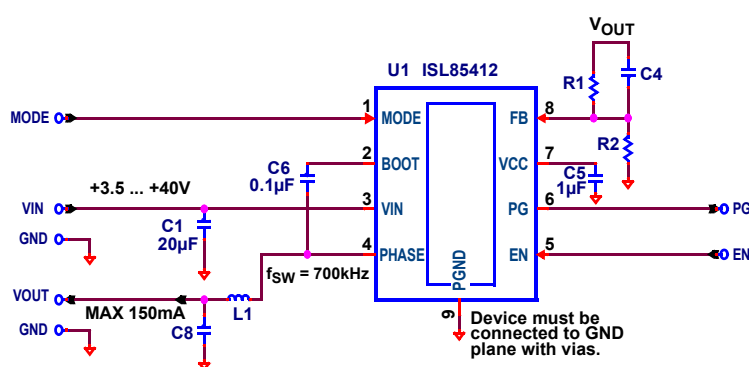 V_OUT
U1 ISL85412
R1
C4
MODE
1
MODE
FB
8
R2
C6
0.1µF
2
BOOT
VCC
7
C5
1µF
+3.5 ... +40V
VIN
3
VIN
PG
6
PG
C1
20µF
GND
4
PHASE
EN
5
EN
f_SW = 700kHz
PGND
VOUT
MAX 150mA
L1
9
GND
C8
Device must be
connected to GND
plane with vias.